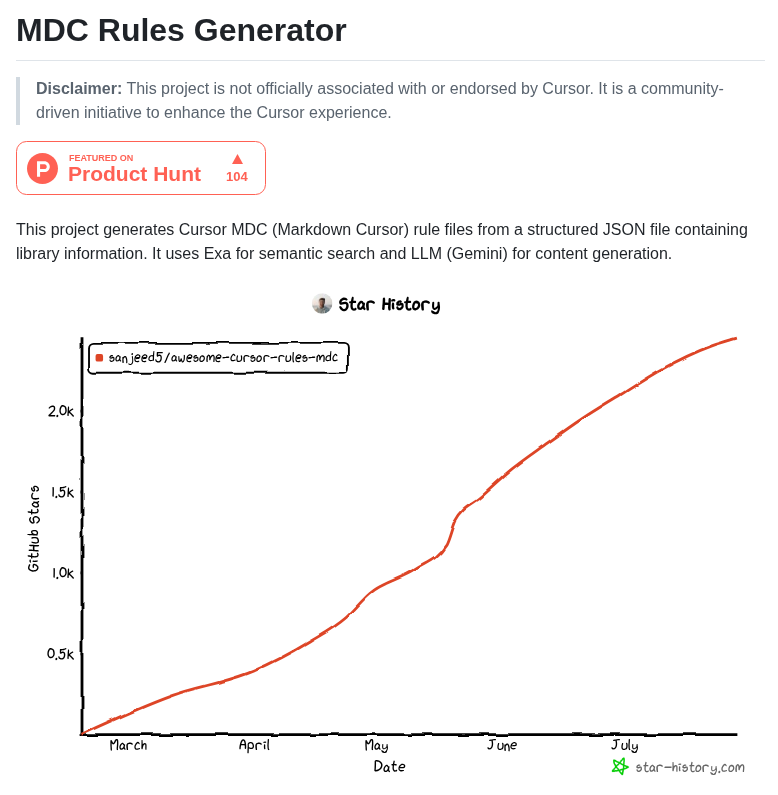 MDC Rules Generator
Disclaimer: This project is not officially associated with or endorsed by Cursor. It is a community-
driven initiative to enhance the Cursor experience.
P
FEATURED ON
Product Hunt
▲
104
This project generates Cursor MDC (Markdown Cursor) rule files from a structured JSON file containing
library information. It uses Exa for semantic search and LLM (Gemini) for content generation.
Star History
sanjeed5/awesome-cursor-rules-mdc
2.0k
1.5k
1.0k
0.5k
GitHub Stars
March April May June July
Date
star-history.com